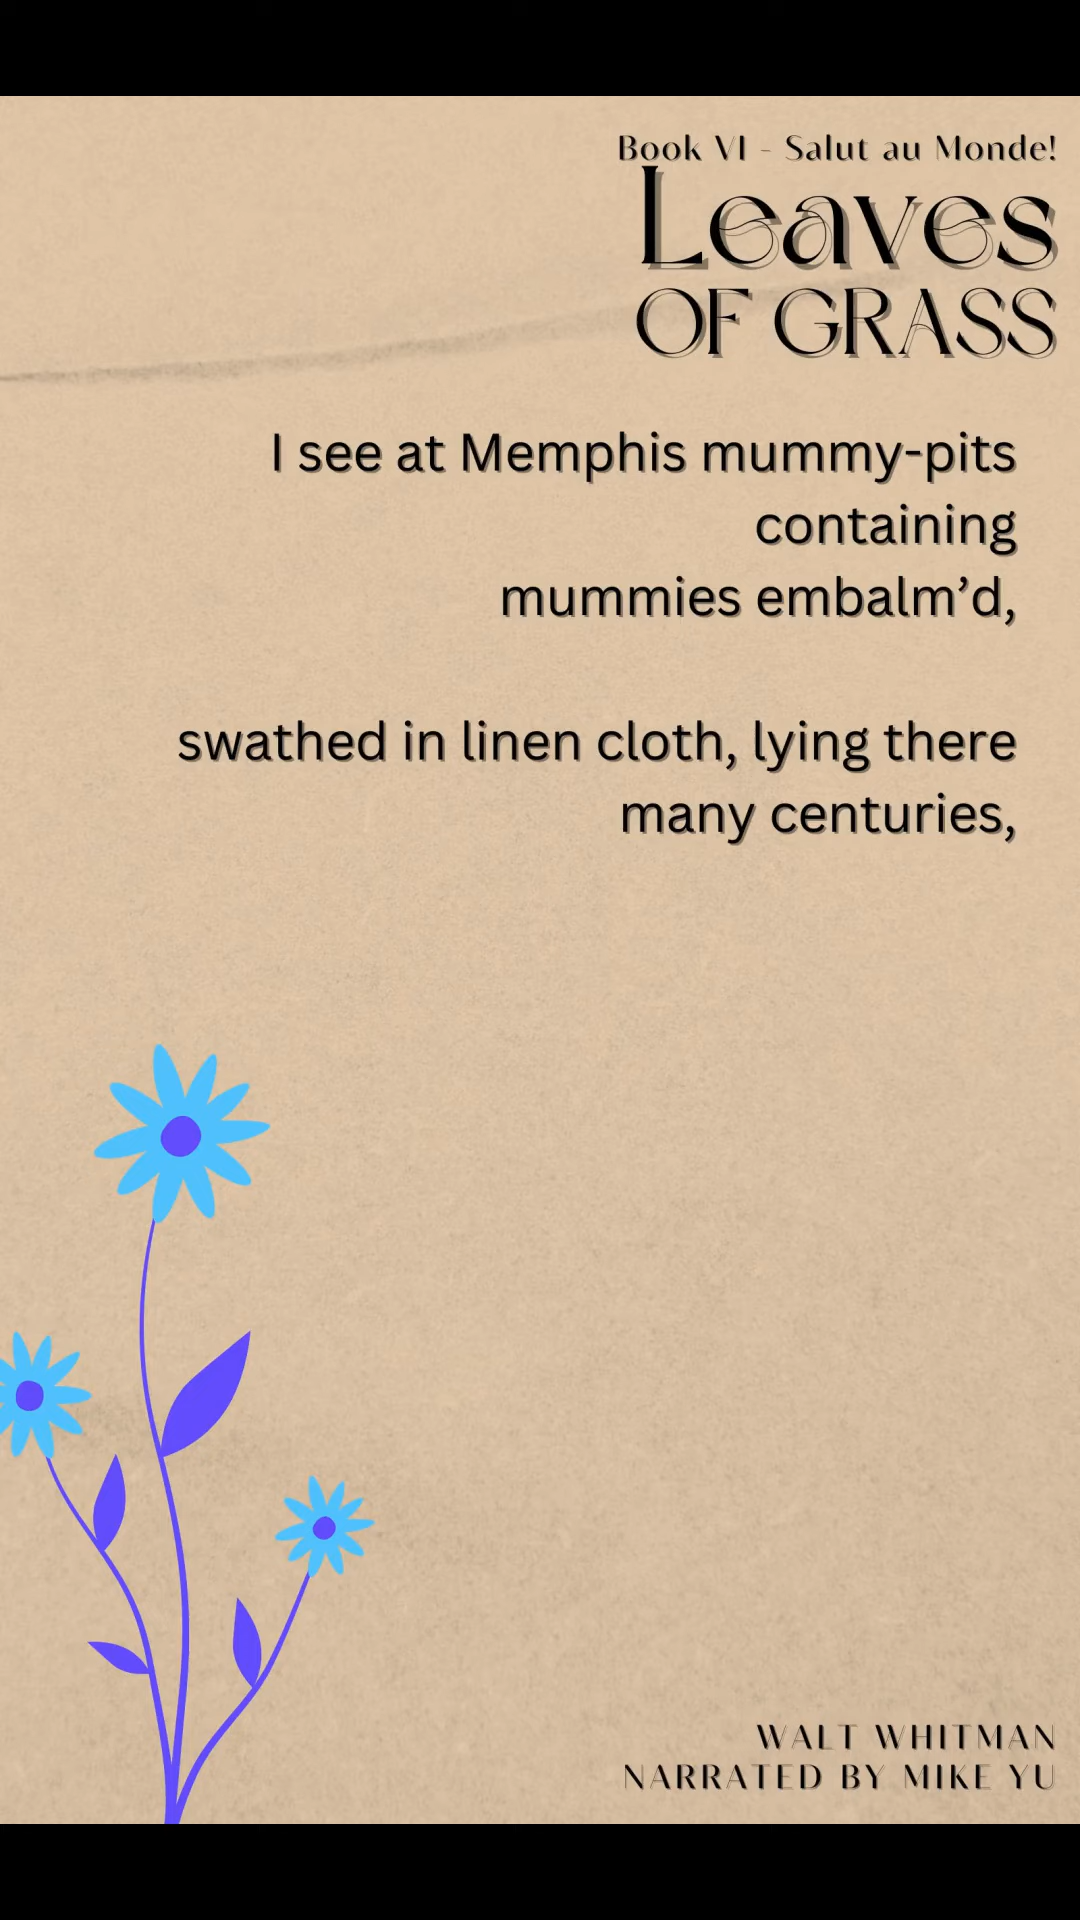 Book VI - Salut au Monde!
Leaves
OF GRASS
I see at Memphis mummy-pits
containing
mummies embalm’d,
swathed in linen cloth, lying there
many centuries,
WALT WHITMAN
NARRATED BY MIKE YU